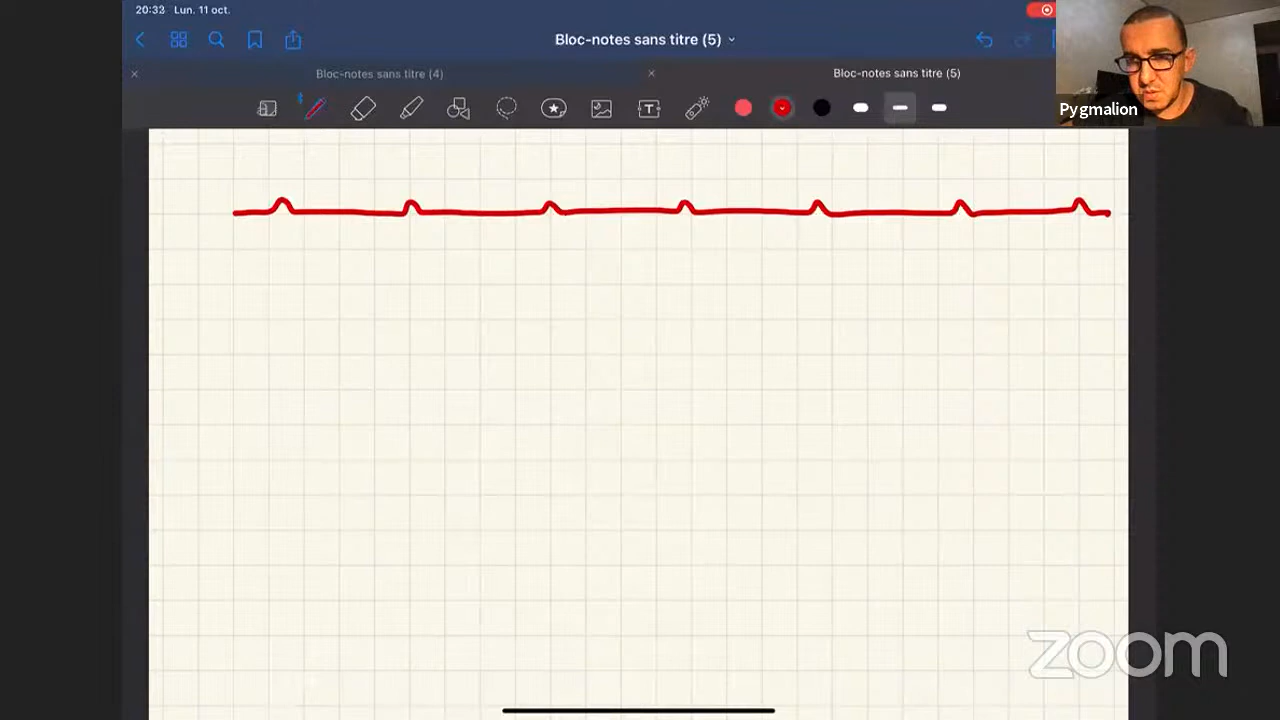 20:33 Lun. 11 oct.
Bloc-notes sans titre (5)
Bloc-notes sans titre (4)
Bloc-notes sans titre (5)
T
Pygmalion
zoom